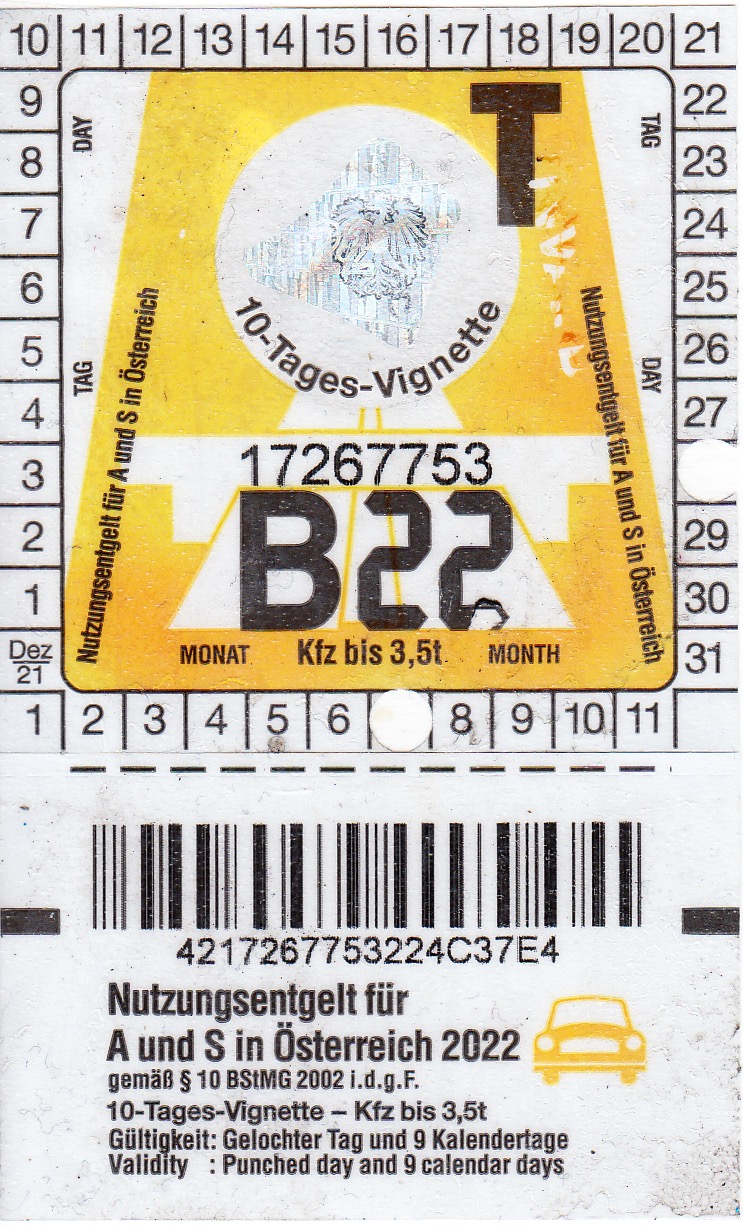 10 11 12 13 14 15 16 17 18 19 20 21
9 DAY T TAG 22
8 23
7 24
6 25
5 TAG DAY 26
4 27
3
2 29
1 30
Dez 21 31
Nutzungsentgelt für A und S in Österreich
10-Tages-Vignette
Nutzungsentgelt für A und S in Österreich
17267753
B22
MONAT Kfz bis 3,5t MONTH
1 2 3 4 5 6 8 9 10 11
4217267753224C37E4
Nutzungsentgelt für
A und S in Österreich 2022
gemäß § 10 BStMG 2002 i.d.g.F.
10-Tages-Vignette – Kfz bis 3,5t
Gültigkeit: Gelochter Tag und 9 Kalendertage
Validity : Punched day and 9 calendar days